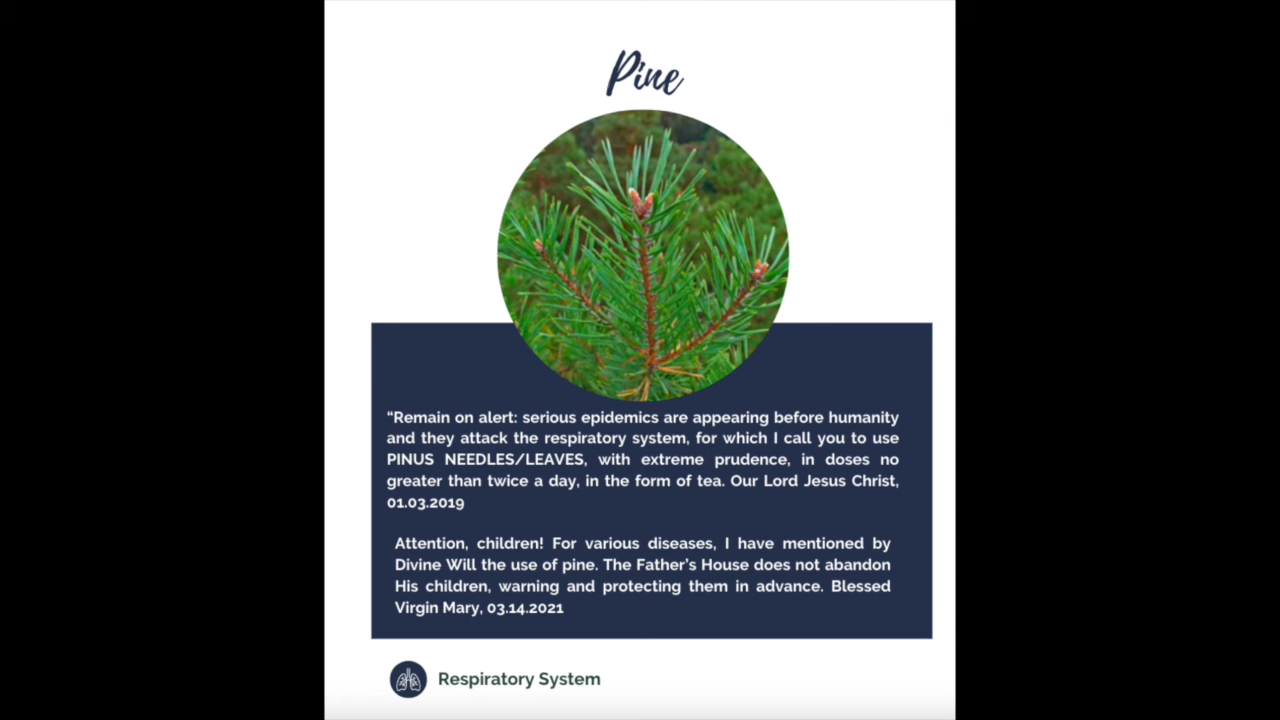 Pine
“Remain on alert: serious epidemics are appearing before humanity
and they attack the respiratory system, for which I call you to use
PINUS NEEDLES/LEAVES, with extreme prudence, in doses no
greater than twice a day, in the form of tea. Our Lord Jesus Christ,
01.03.2019
Attention, children! For various diseases, I have mentioned by
Divine Will the use of pine. The Father's House does not abandon
His children, warning and protecting them in advance. Blessed
Virgin Mary, 03.14.2021
Respiratory System